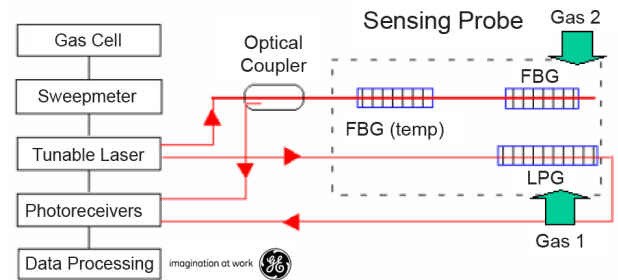 Sensing Probe
Gas 2
Gas Cell
Optical
Coupler
FBG
Sweepmeter
FBG (temp)
Tunable Laser
LPG
Photoreceivers
Gas 1
Data Processing
imagination at work
GE